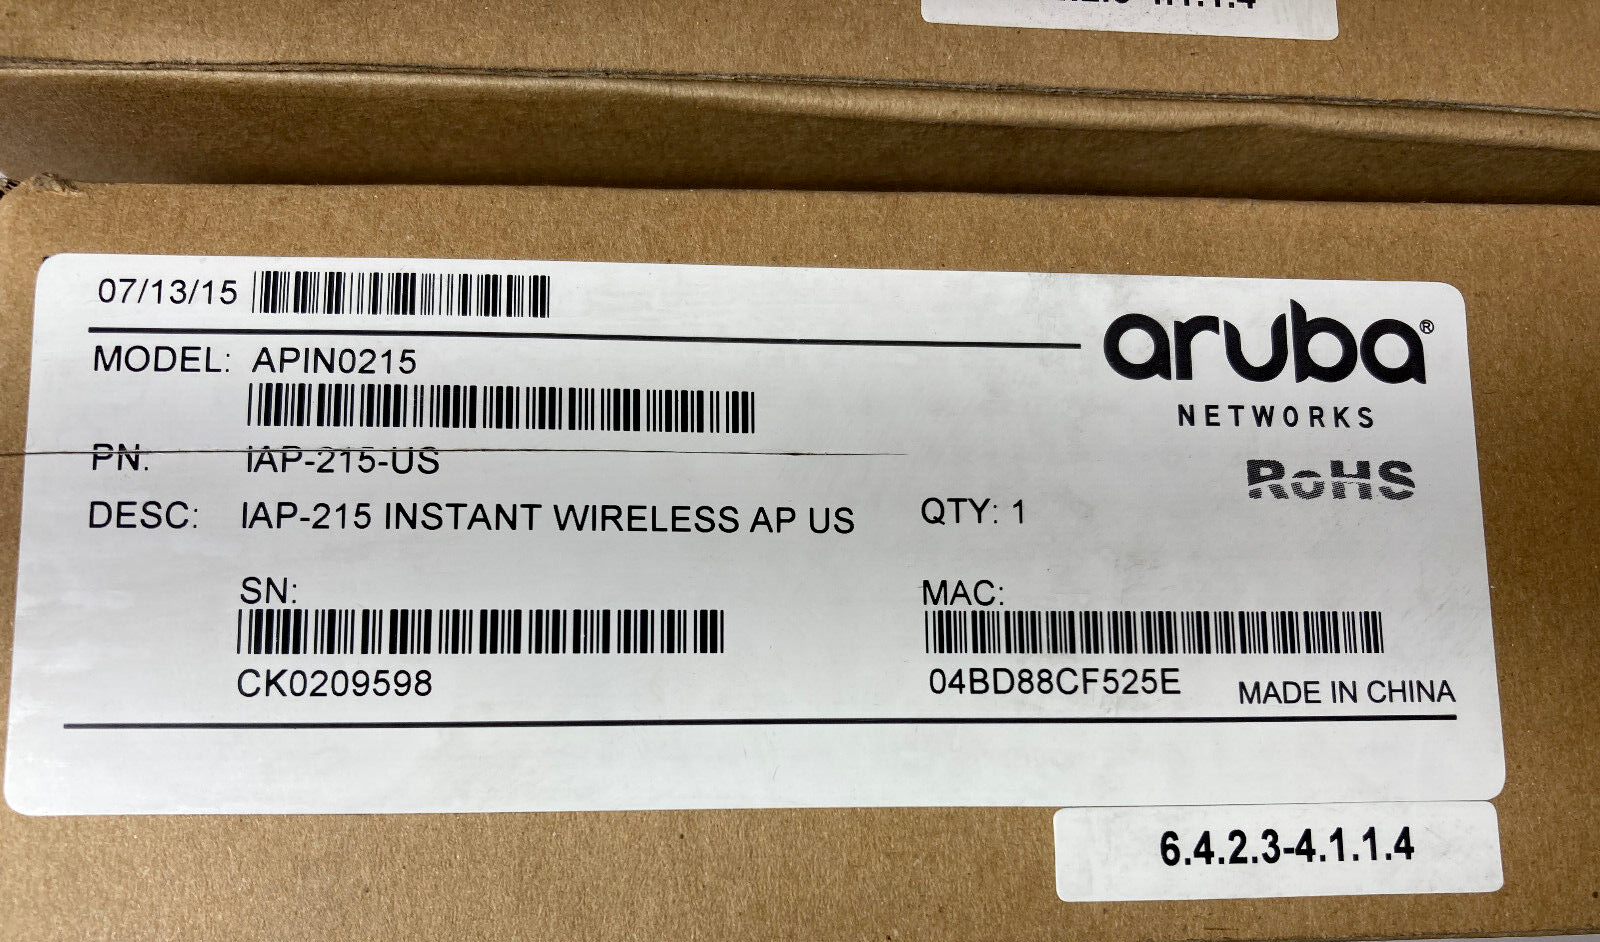 07/13/15
aruba®
NETWORKS
MODEL: APIN0215
PN: IAP-215-US
RoHS
DESC: IAP-215 INSTANT WIRELESS AP US QTY: 1
SN: MAC:
CK0209598 04BD88CF525E MADE IN CHINA
6.4.2.3-4.1.1.4